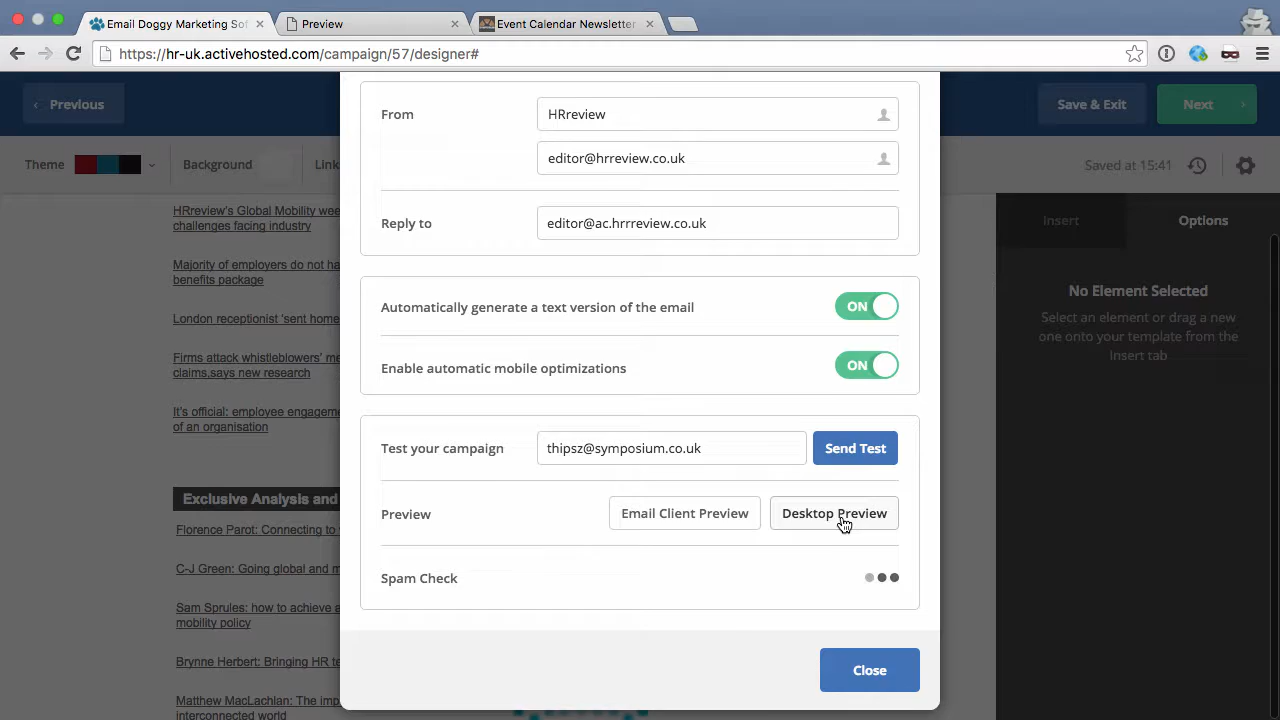 Email Doggy Marketing Sof
Preview
Event Calendar Newsletter
https://hr-uk.activehosted.com/campaign/57/designer#
Previous
Save & Exit
Next
Theme
Background
Saved at 15:41
From
HRreview
editor@hrreview.co.uk
Reply to
editor@ac.hrrreview.co.uk
Automatically generate a text version of the email
ON
Enable automatic mobile optimizations
ON
Test your campaign
thipsz@symposium.co.uk
Send Test
Preview
Email Client Preview
Desktop Preview
Spam Check
Close
HRreview's Global Mobility wee
challenges facing industry
Majority of employers do not ha
benefits package
London receptionist 'sent home
Firms attack whistleblowers' me
claims,says new research
It's official: employee engageme
of an organisation
Exclusive Analysis and
Florence Parot: Connecting to
C-J Green: Going global and m
Sam Sprules: how to achieve a
mobility policy
Brynne Herbert: Bringing HR te
Matthew MacLachlan: The imp
interconnected world
Insert
Options
No Element Selected
Select an element or drag a new
one onto your template from the
Insert tab